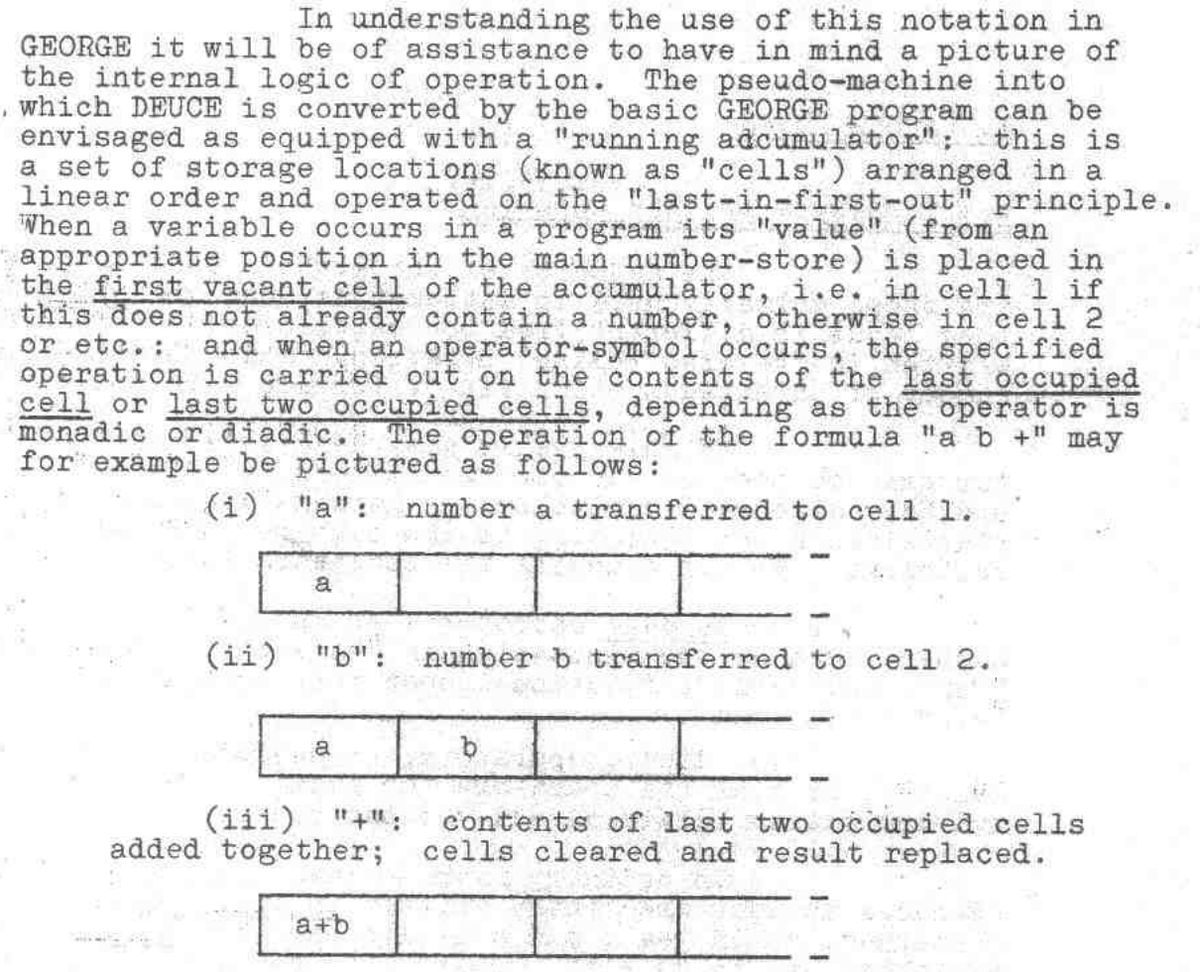 In understanding the use of this notation in
GEORGE it will be of assistance to have in mind a picture of
the internal logic of operation. The pseudo-machine into
which DEUCE is converted by the basic GEORGE program can be
envisaged as equipped with a "running adcumulator": this is
a set of storage locations (known as "cells") arranged in a
linear order and operated on the "last-in-first-out" principle.
When a variable occurs in a program its "value" (from an
appropriate position in the main number-store) is placed in
the first vacant cell of the accumulator, i.e. in cell 1 if
this does not already contain a number, otherwise in cell 2
or etc.: and when an operator-symbol occurs, the specified
operation is carried out on the contents of the last occupied
cell or last two occupied cells, depending as the operator is
monadic or diadic. The operation of the formula "a b +" may
for example be pictured as follows:
(i) "a": number a transferred to cell 1.
a
(ii) "b": number b transferred to cell 2.
a b
(iii) "+": contents of last two occupied cells
added together; cells cleared and result replaced.
a+b